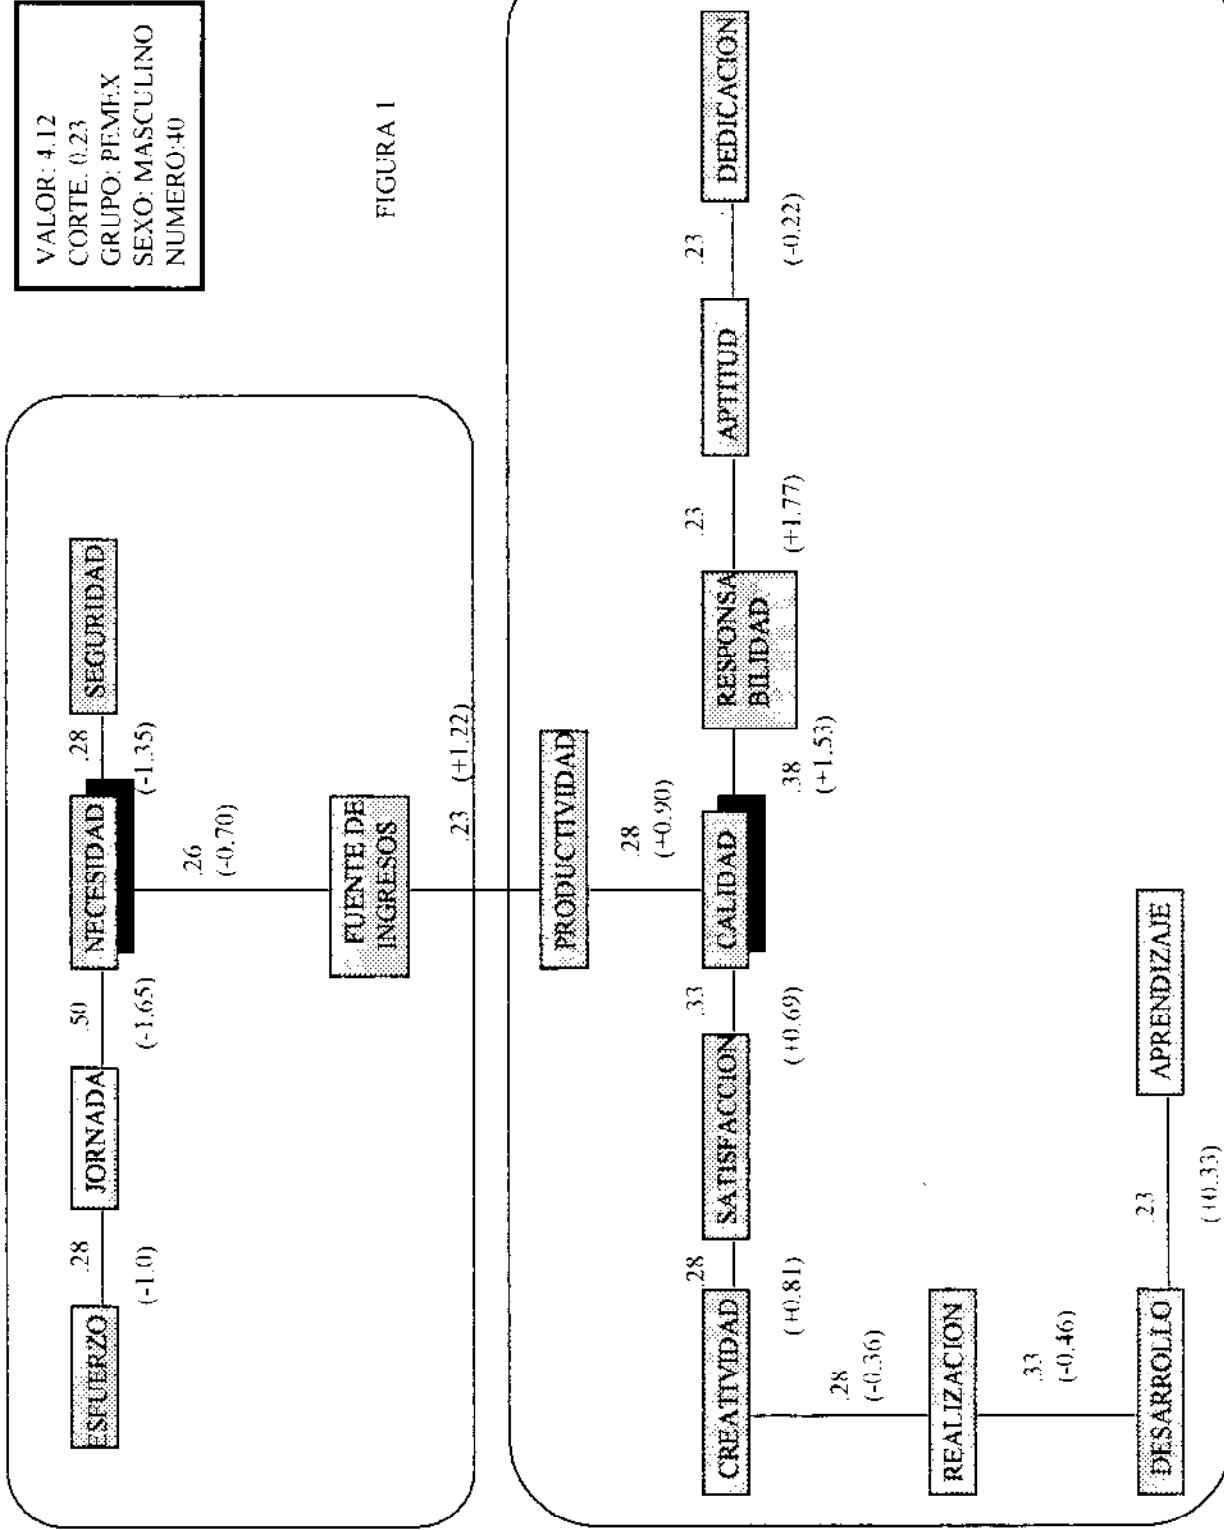 VALOR: 4.12
CORTE. 0.23
GRUPO: PEMEX
SEXO: MASCULINO
NUMERO:40
FIGURA 1
ESFUERZO
.28
(-1.0)
JORNADA
.50
(-1.65)
NECESIDAD
.28
(-1.35)
SEGURIDAD
.26
(-0.70)
FUENTE DE
INGRESOS
.23
(+1.22)
PRODUCTIVIDAD
.28
(+0.90)
CREATIVIDAD
.28
(+0.81)
SATISFACCION
.33
(+0.69)
CALIDAD
.38
(+1.53)
RESPONSA
BILIDAD
.23
(+1.77)
APTITUD
.23
(-0.22)
DEDICACION
.28
(-0.36)
REALIZACION
.33
(-0.46)
DESARROLLO
.23
(+0.33)
APRENDIZAJE